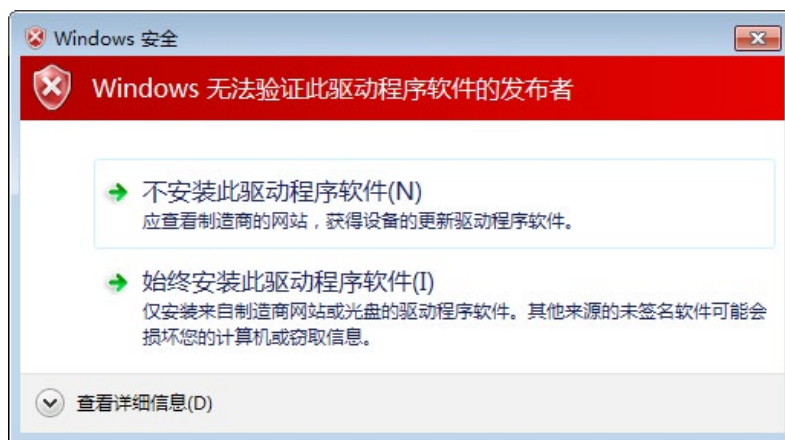 Windows 安全
Windows 无法验证此驱动程序软件的发布者
不安装此驱动程序软件(N)
应查看制造商的网站，获得设备的更新驱动程序软件。
始终安装此驱动程序软件(I)
仅安装来自制造商网站或光盘的驱动程序软件。其他来源的未签名软件可能会
损坏您的计算机或窃取信息。
查看详细信息(D)